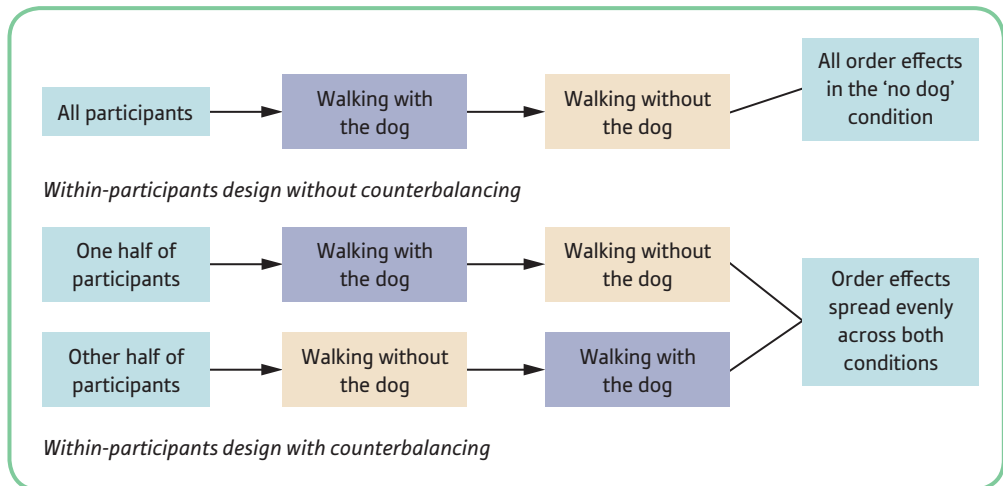 All participants
Walking with
the dog
Walking without
the dog
All order effects
in the ‘no dog’
condition
Within-participants design without counterbalancing
One half of
participants
Walking with
the dog
Walking without
the dog
Other half of
participants
Walking without
the dog
Walking with
the dog
Order effects
spread evenly
across both
conditions
Within-participants design with counterbalancing